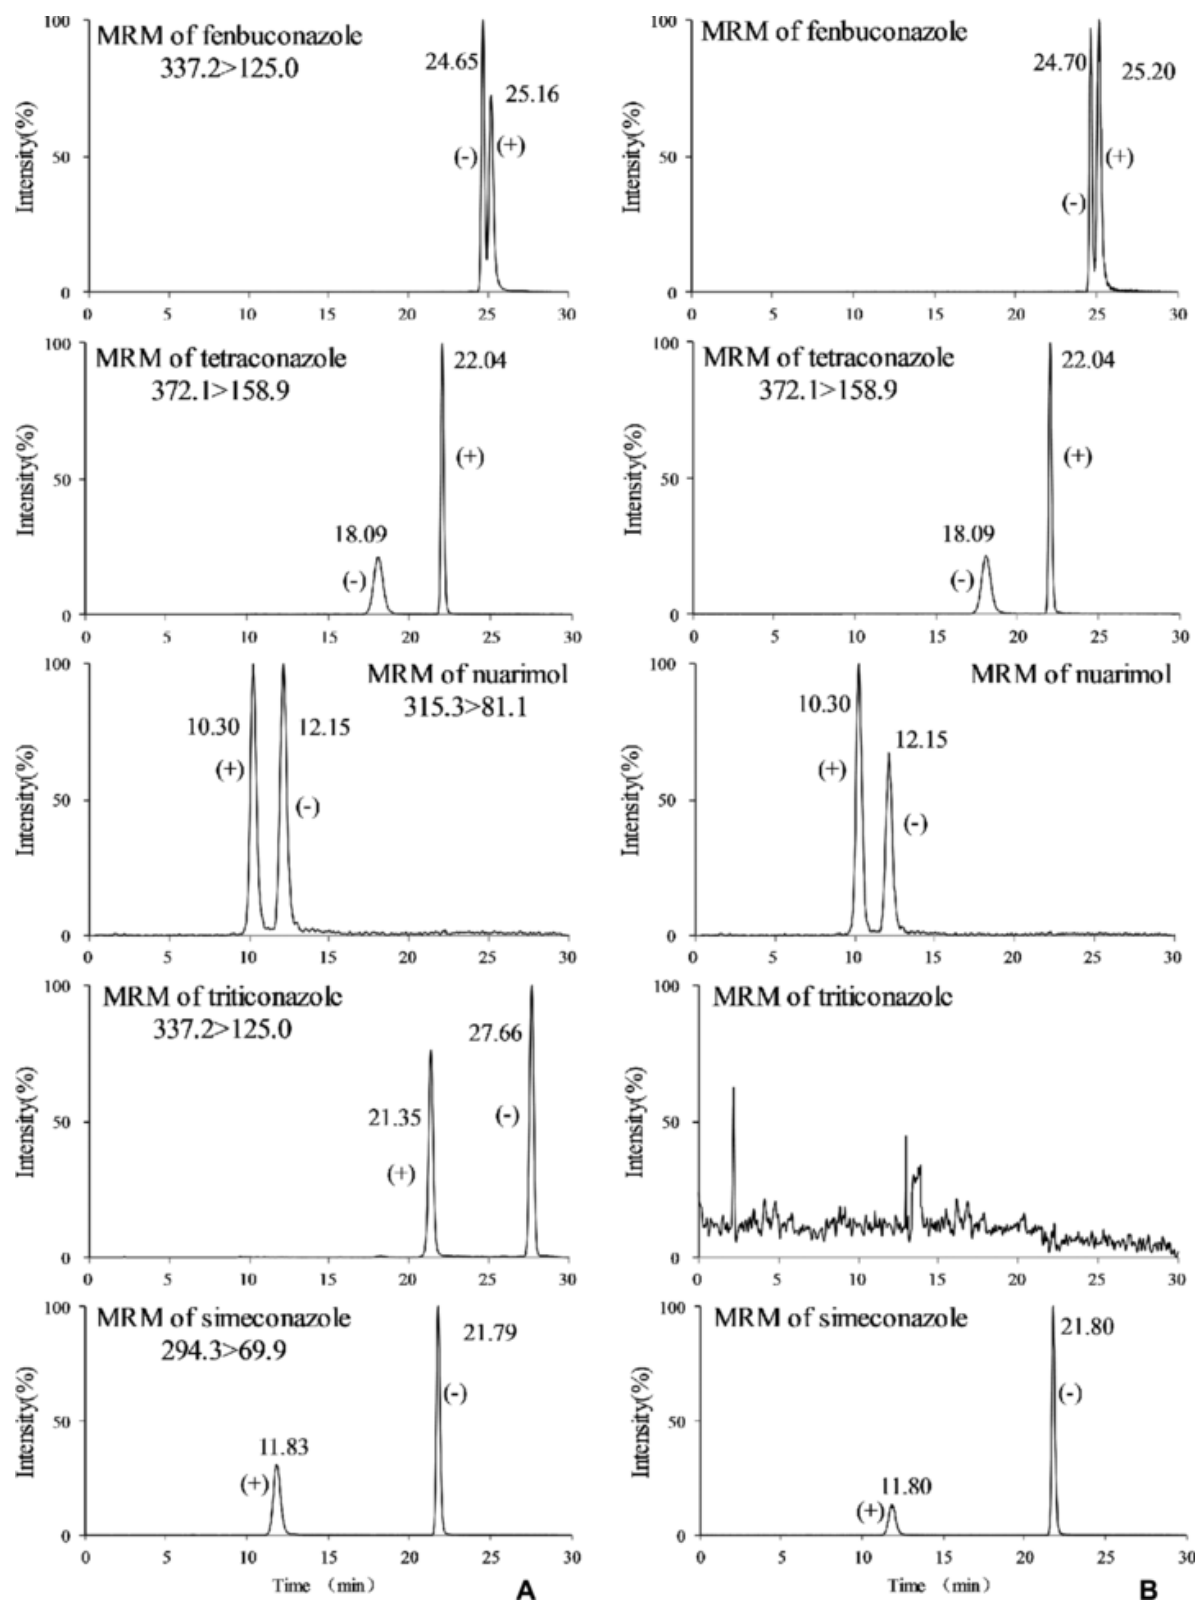 100
MRM of fenbuconazole
337.2>125.0
24.65
25.16
(-)
(+)
50
0
Intensity(%)
0 5 10 15 20 25 30
100
MRM of fenbuconazole
24.70
25.20
(+)
(-)
50
0
Intensity(%)
0 5 10 15 20 25 30
100
MRM of tetraconazole
372.1>158.9
22.04
(+)
18.09
(-)
50
0
Intensity(%)
0 5 10 15 20 25 30
100
MRM of tetraconazole
372.1>158.9
22.04
(+)
18.09
(-)
50
0
Intensity(%)
0 5 10 15 20 25 30
100
MRM of nuarimol
315.3>81.1
10.30
12.15
(+)
(-)
50
0
Intensity(%)
0 5 10 15 20 25 30
100
MRM of nuarimol
10.30
12.15
(+)
(-)
50
0
Intensity(%)
0 5 10 15 20 25 30
100
MRM of triticonazole
337.2>125.0
27.66
21.35
(-)
(+)
50
0
Intensity(%)
0 5 10 15 20 25 30
100
MRM of triticonazole
50
0
Intensity(%)
0 5 10 15 20 25 30
100
MRM of simeconazole
294.3>69.9
21.79
(-)
11.83
(+)
50
0
Intensity(%)
0 5 10 15 20 25 30
Time （min）
A
100
MRM of simeconazole
21.80
(-)
11.80
(+)
50
0
Intensity(%)
0 5 10 15 20 25 30
Time （min）
B